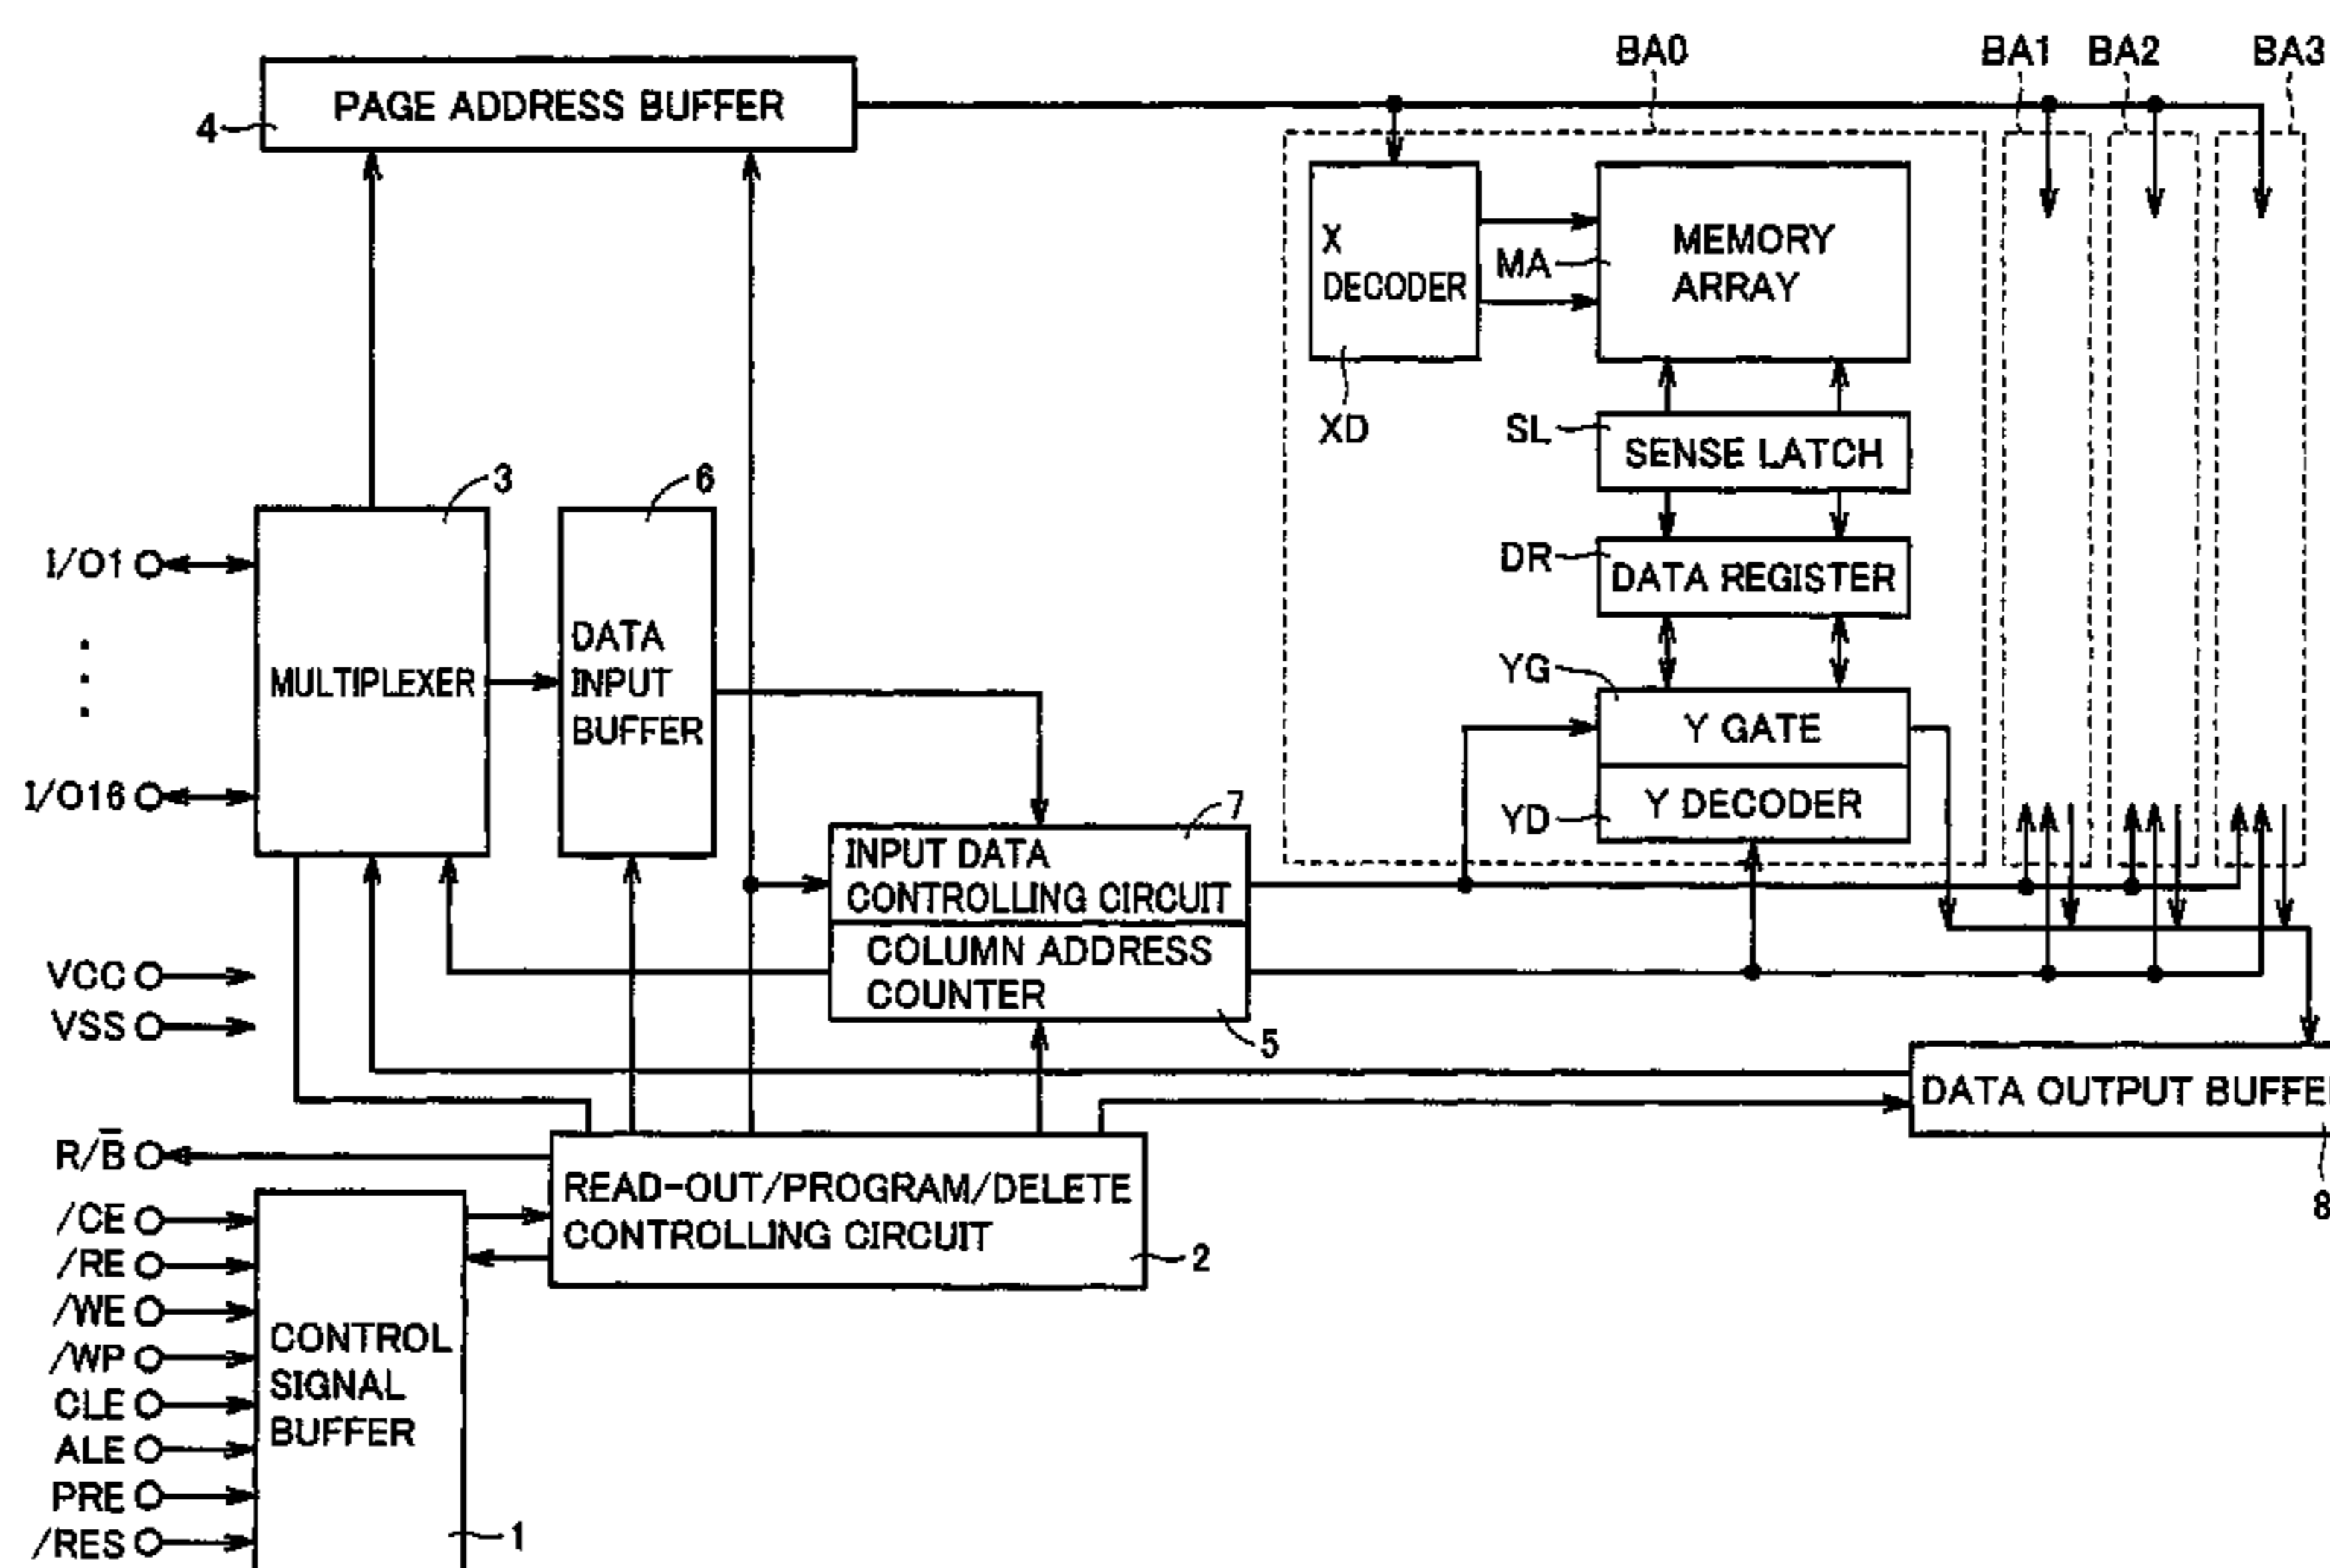 BA0
BA1
BA2
BA3
PAGE ADDRESS BUFFER
4
X
DECODER
MA
MEMORY
ARRAY
XD
SL
SENSE LATCH
3
6
DR
DATA REGISTER
I/O1
MULTIPLEXER
DATA
INPUT
BUFFER
YG
Y GATE
I/O16
YD
Y DECODER
7
INPUT DATA
CONTROLLING CIRCUIT
COLUMN ADDRESS
COUNTER
5
VCC
VSS
DATA OUTPUT BUFFE
8
R/B̅
READ-OUT/PROGRAM/DELETE
CONTROLLING CIRCUIT
2
/CE
/RE
/WE
/WP
CLE
ALE
PRE
/RES
CONTROL
SIGNAL
BUFFER
1